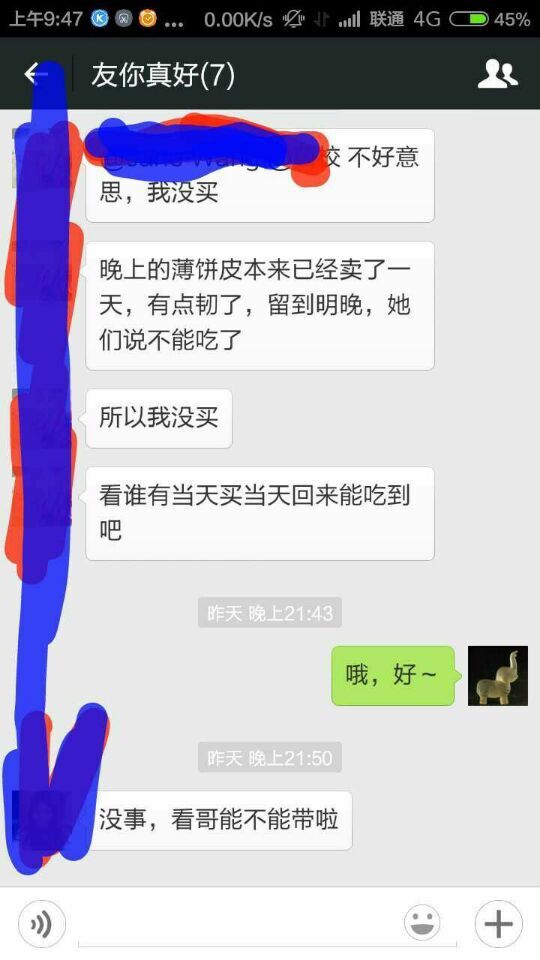 上午9:47
...
0.00K/s
联通 4G
45%
友你真好(7)
不好意
思，我没买
晚上的薄饼皮本来已经卖了一
天，有点韧了，留到明晚，她
们说不能吃了
所以我没买
看谁有当天买当天回来能吃到
吧
昨天 晚上21:43
哦，好～
昨天 晚上21:50
没事，看哥能不能带啦